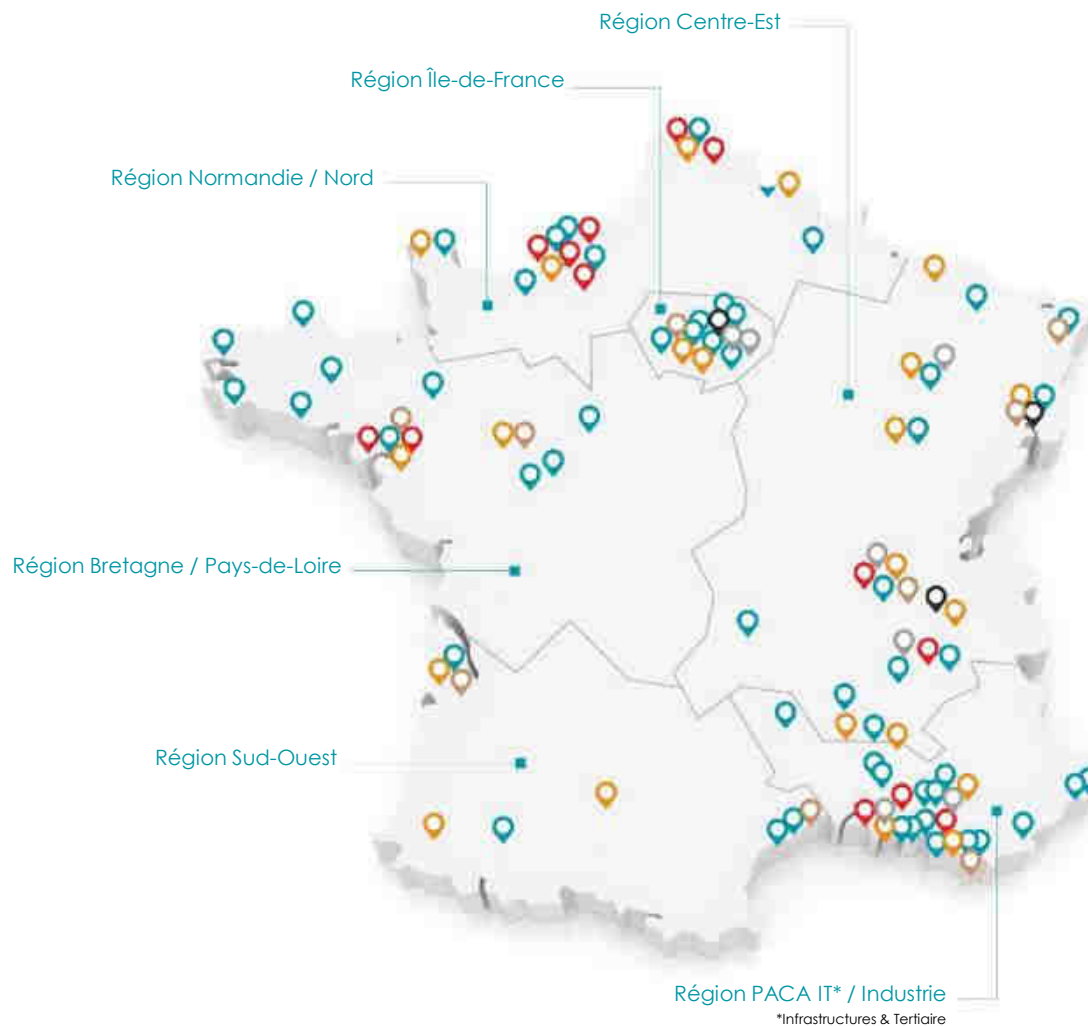 Région Centre-Est
Région Île-de-France
Région Normandie / Nord
Région Bretagne / Pays-de-Loire
Région Sud-Ouest
Région PACA IT* / Industrie
*Infrastructures & Tertiaire